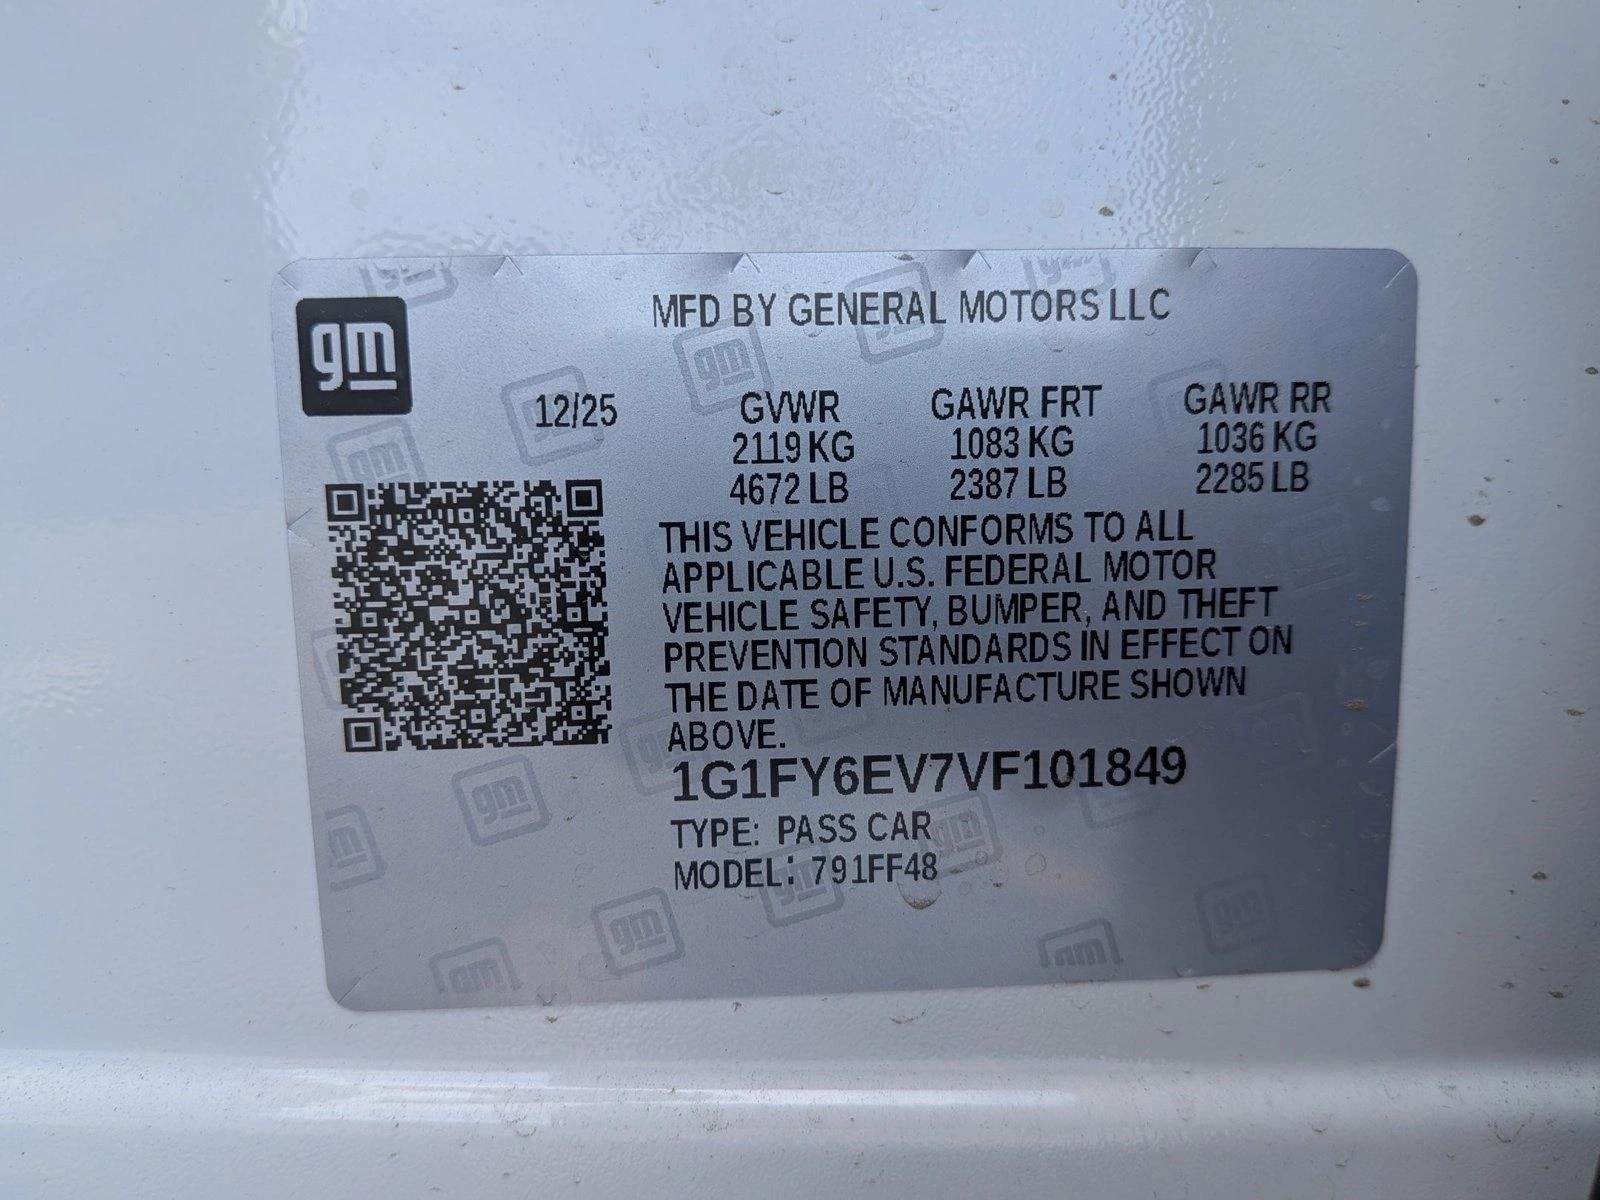 MFD BY GENERAL MOTORS LLC
gm
12/25 GVWR GAWR FRT GAWR RR
2119 KG 1083 KG 1036 KG
4672 LB 2387 LB 2285 LB
THIS VEHICLE CONFORMS TO ALL
APPLICABLE U.S. FEDERAL MOTOR
VEHICLE SAFETY, BUMPER, AND THEFT
PREVENTION STANDARDS IN EFFECT ON
THE DATE OF MANUFACTURE SHOWN
ABOVE.
1G1FY6EV7VF101849
TYPE: PASS CAR
MODEL: 791FF48